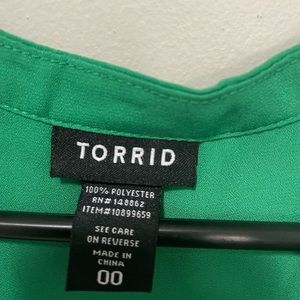 TORRID
100% POLYESTER
RN# 148862
ITEM#10899659
SEE CARE
ON REVERSE
MADE IN
CHINA
00